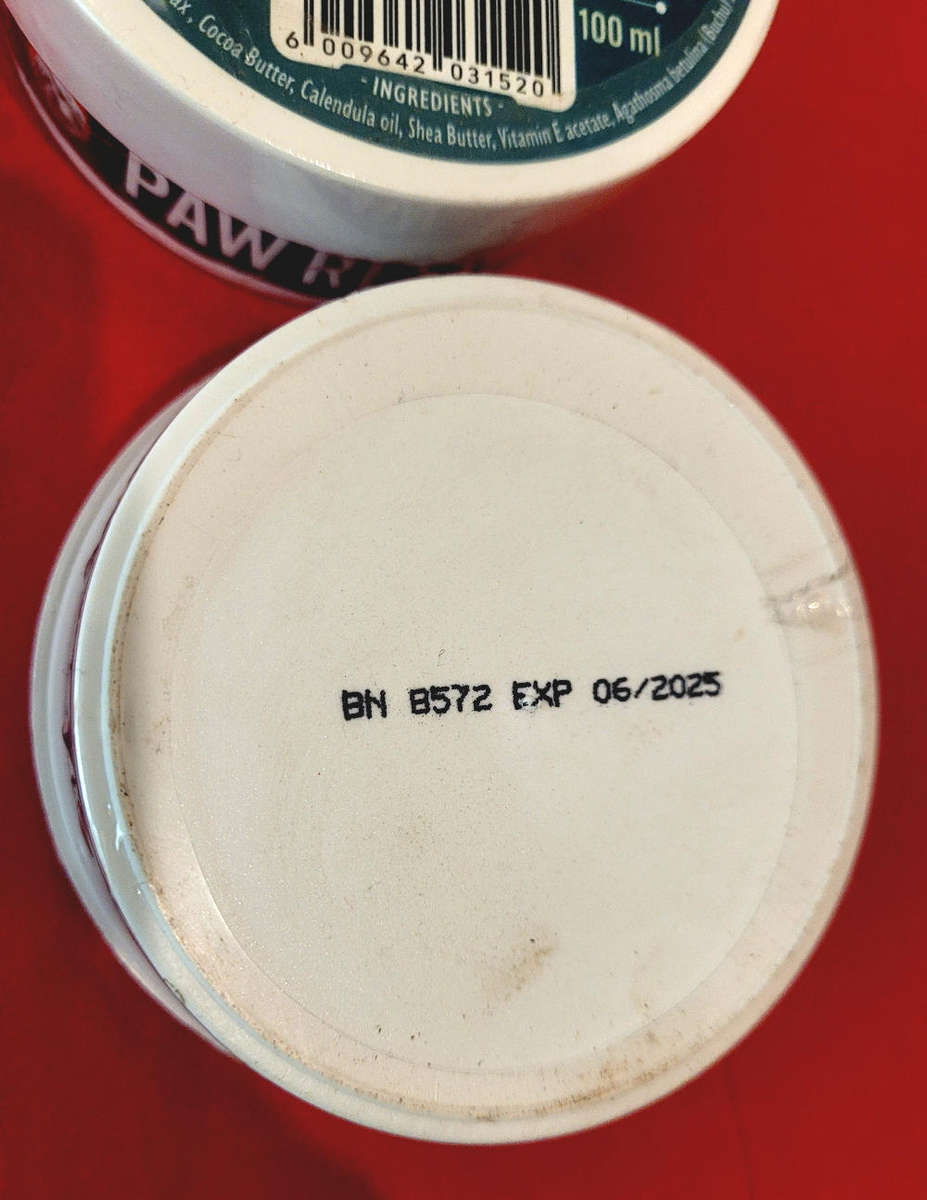 100 ml
6 009642 031520
- INGREDIENTS -
, Cocoa Butter, Calendula oil, Shea Butter, Vitamin E acetate, Agathosma betulina (Buchu)
PAW
BN B572 EXP 06/2025